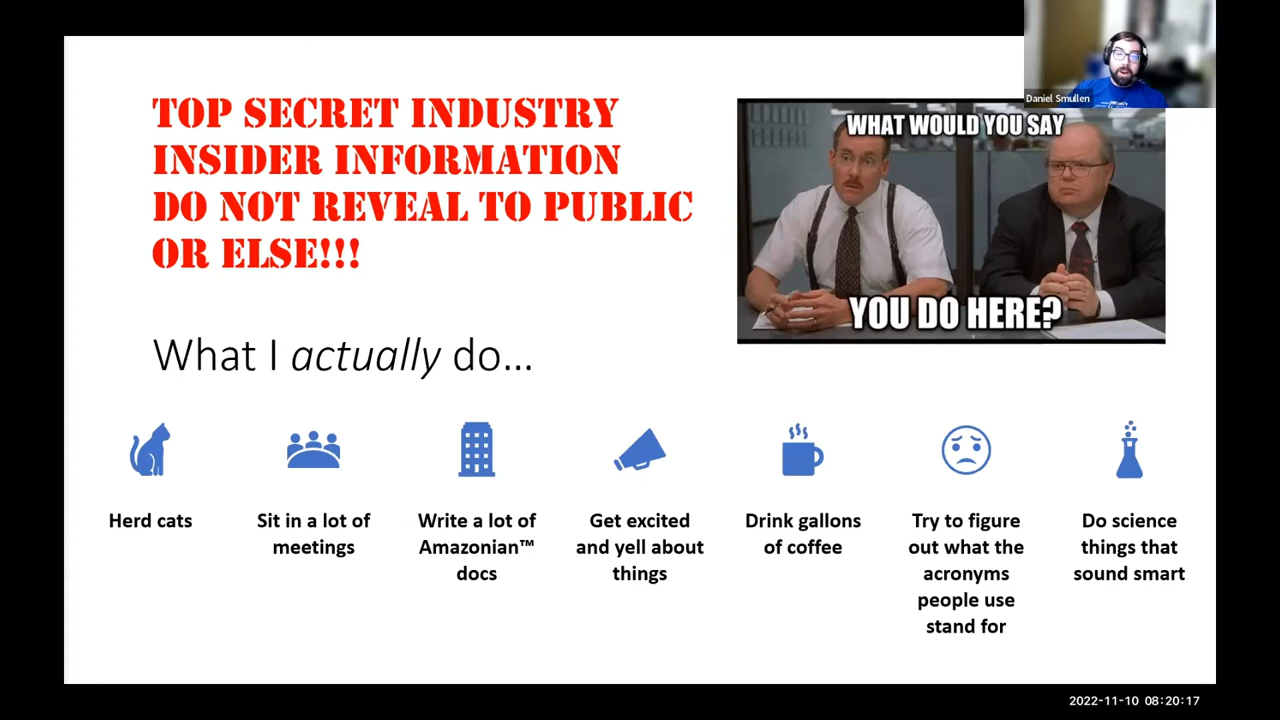 Daniel Smullen
TOP SECRET INDUSTRY
INSIDER INFORMATION
DO NOT REVEAL TO PUBLIC
OR ELSE!!!
WHAT WOULD YOU SAY
YOU DO HERE?
What I actually do...
Herd cats
Sit in a lot of
meetings
Write a lot of
Amazonian™
docs
Get excited
and yell about
things
Drink gallons
of coffee
Try to figure
out what the
acronyms
people use
stand for
Do science
things that
sound smart
2022-11-10 08:20:17